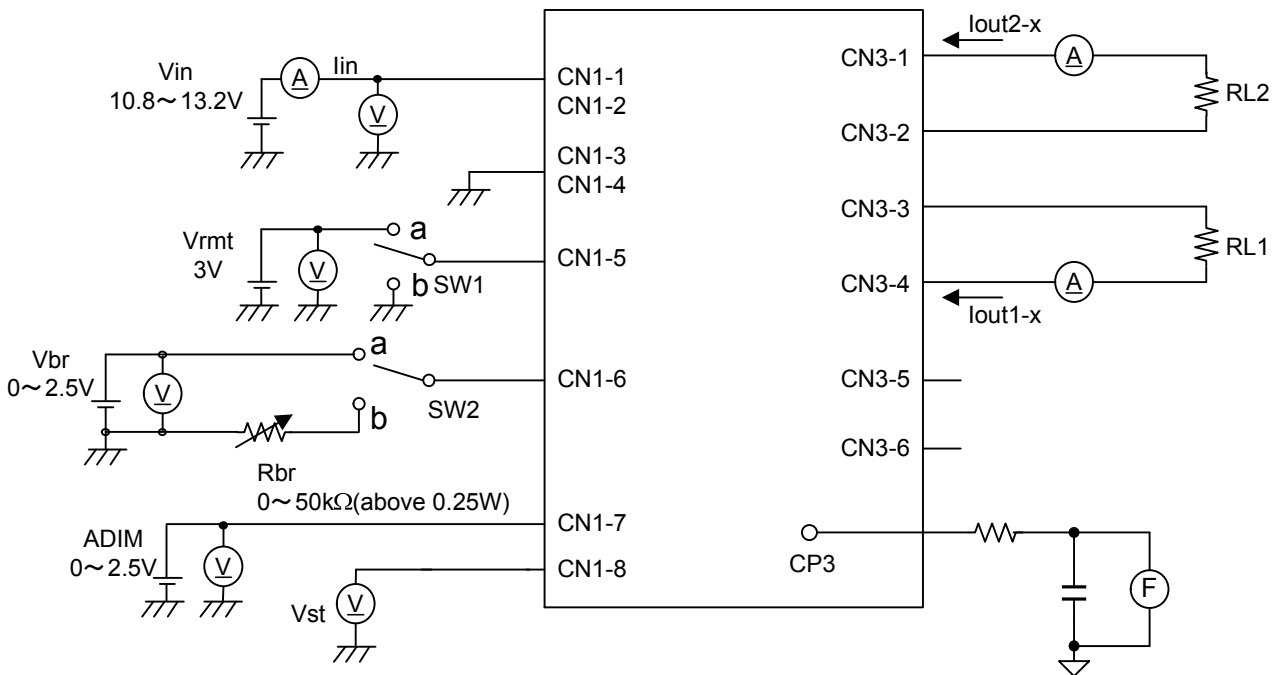 Vin
10.8～13.2V
A
Iin
V
CN1-1
CN1-2
CN1-3
CN1-4
Vrmt
3V
V
a
b
SW1
CN1-5
Vbr
0～2.5V
V
a
b
SW2
CN1-6
Rbr
0～50kΩ(above 0.25W)
ADIM
0～2.5V
V
CN1-7
Vst
V
CN1-8
Iout2-x
CN3-1
A
RL2
CN3-2
CN3-3
RL1
CN3-4
A
Iout1-x
CN3-5
CN3-6
CP3
F